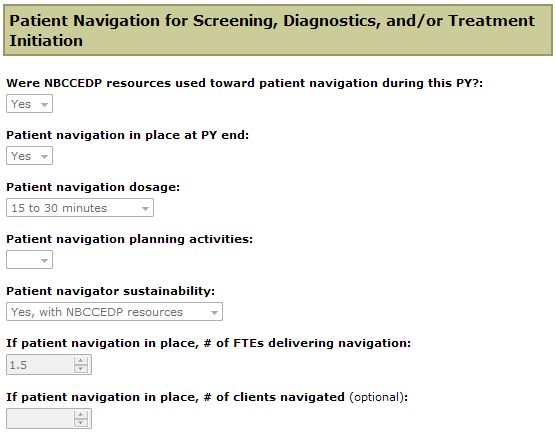 Patient Navigation for Screening, Diagnostics, and/or Treatment
Initiation
Were NBCCEDP resources used toward patient navigation during this PY?:
Yes
Patient navigation in place at PY end:
Yes
Patient navigation dosage:
15 to 30 minutes
Patient navigation planning activities:
Patient navigator sustainability:
Yes, with NBCCEDP resources
If patient navigation in place, # of FTEs delivering navigation:
1.5
If patient navigation in place, # of clients navigated (optional):